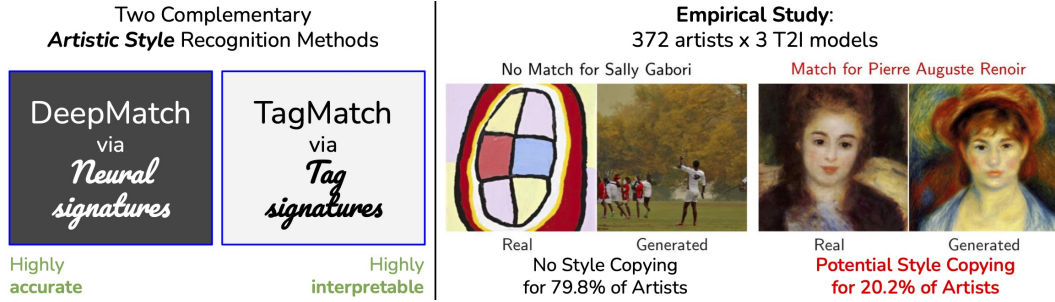 Two Complementary
Artistic Style Recognition Methods
DeepMatch
via
Neural
signatures
TagMatch
via
Tag
signatures
Highly
accurate
Highly
interpretable
Empirical Study:
372 artists x 3 T2I models
No Match for Sally Gabori
Real
Generated
No Style Copying
for 79.8% of Artists
Match for Pierre Auguste Renoir
Real
Generated
Potential Style Copying
for 20.2% of Artists